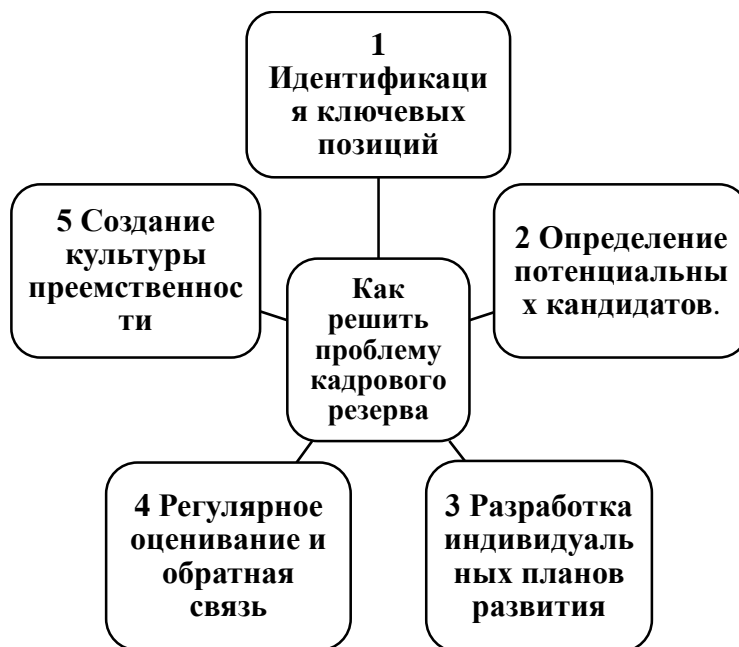 1
Идентификаци
я ключевых
позиций
2 Определение
потенциальны
х кандидатов.
3 Разработка
индивидуаль
ных планов
развития
4 Регулярное
оценивание и
обратная
связь
5 Создание
культуры
преемственнос
ти
Как
решить
проблему
кадрового
резерва